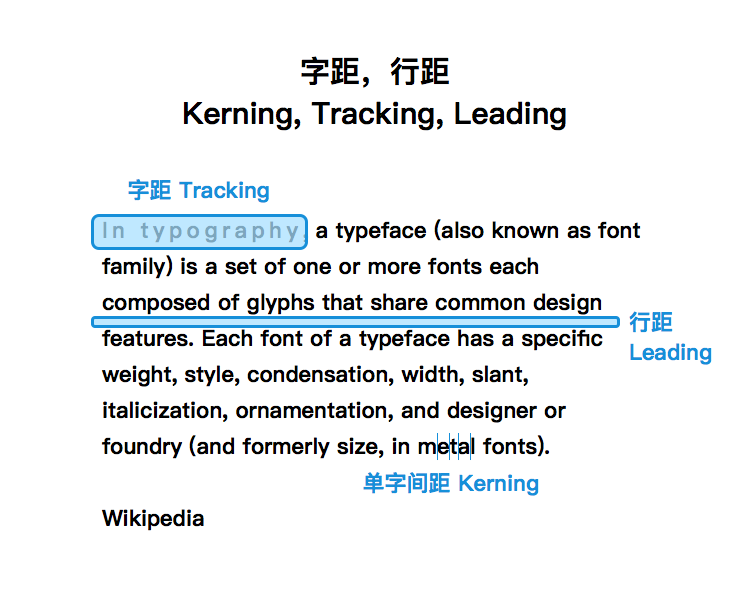 字距，行距
Kerning, Tracking, Leading
字距 Tracking
In typography, a typeface (also known as font
family) is a set of one or more fonts each
composed of glyphs that share common design
features. Each font of a typeface has a specific
weight, style, condensation, width, slant,
italicization, ornamentation, and designer or
foundry (and formerly size, in metal fonts).
行距
Leading
单字间距 Kerning
Wikipedia